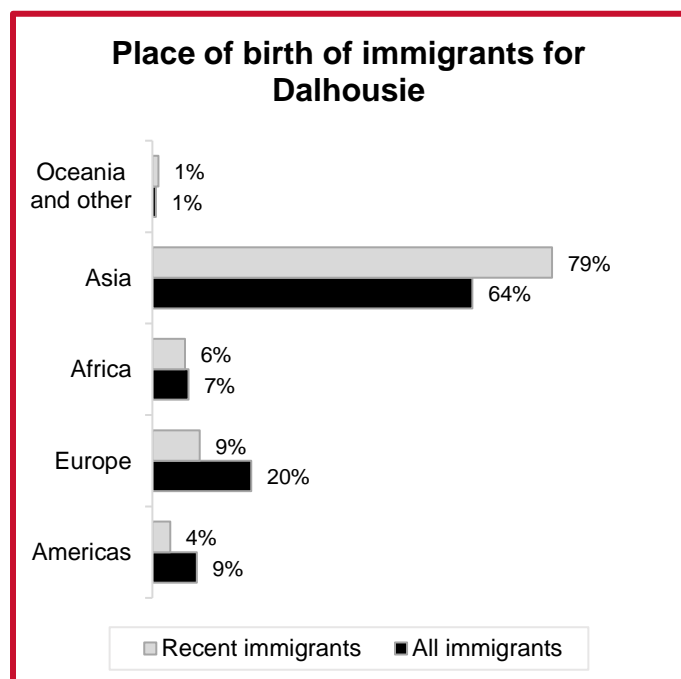 Place of birth of immigrants for
Dalhousie
Oceania
and other
1%
1%
Asia
79%
64%
Africa
6%
7%
Europe
9%
20%
Americas
4%
9%
Recent immigrants
All immigrants